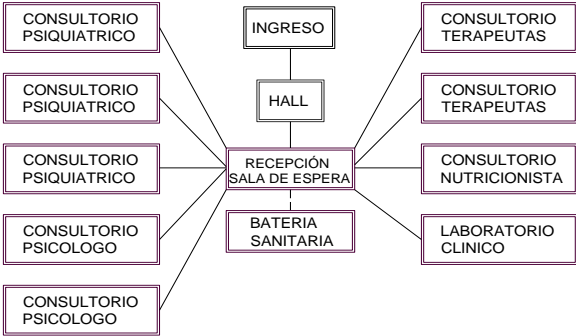 CONSULTORIO
PSIQUIATRICO
INGRESO
CONSULTORIO
TERAPEUTAS
CONSULTORIO
PSIQUIATRICO
HALL
CONSULTORIO
TERAPEUTAS
CONSULTORIO
PSIQUIATRICO
RECEPCIÓN
SALA DE ESPERA
CONSULTORIO
NUTRICIONISTA
CONSULTORIO
PSICOLOGO
BATERIA
SANITARIA
LABORATORIO
CLINICO
CONSULTORIO
PSICOLOGO